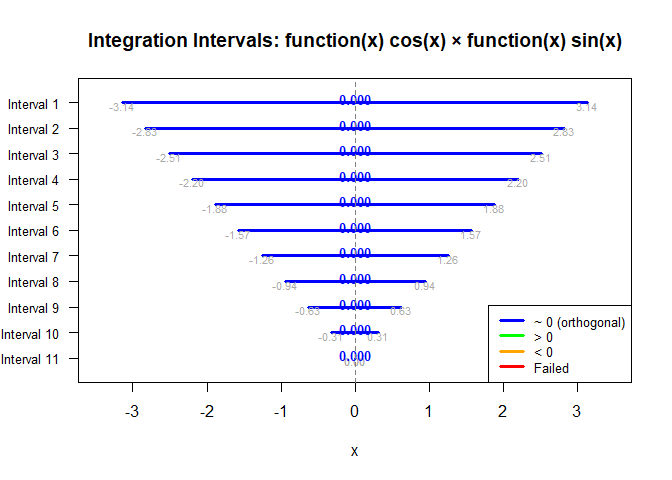 Integration Intervals: function(x) cos(x) × function(x) sin(x)
Interval 1
0.000
-3.14
3.14
Interval 2
0.000
-2.83
2.83
Interval 3
0.000
-2.51
2.51
Interval 4
0.000
-2.20
2.20
Interval 5
0.000
-1.88
1.88
Interval 6
0.000
-1.57
1.57
Interval 7
0.000
-1.26
1.26
Interval 8
0.000
-0.94
0.94
Interval 9
0.000
-0.63
0.63
Interval 10
0.000
-0.31
0.31
Interval 11
0.000
0.00
~ 0 (orthogonal)
> 0
< 0
Failed
-3 -2 -1 0 1 2 3
x